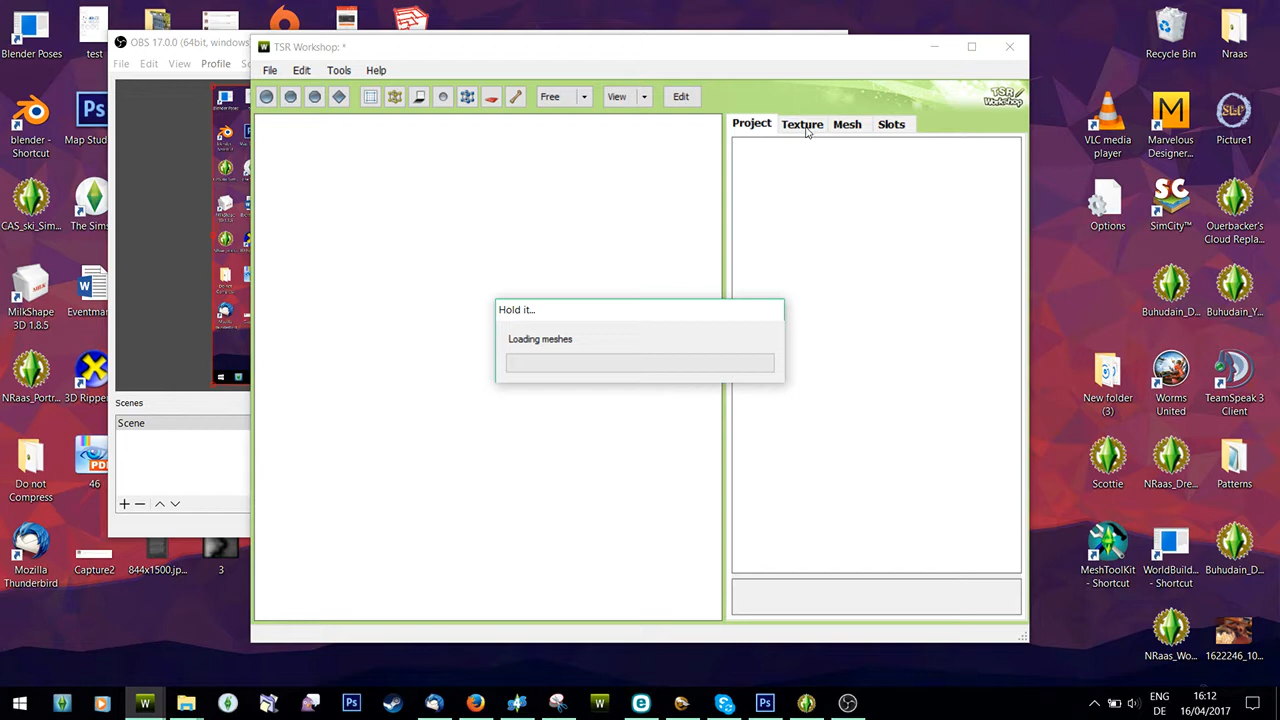 Blender Poses
test
blender - Shortcut
Map Stud
CAS_ski_Sim...
The Sims
MilkShape 3D 1.8.5
Eventmar
NRaas_Portr...
3D Ripper
Do not Compress
46
Mozilla Thunderbird
Capture2
844x1500.jp...
3
OBS 17.0.0 (64bit, windows
File Edit View Profile
Scenes
Scene
TSR Workshop: *
File Edit Tools Help
Free View Edit
TSR Workshop
Project Texture Mesh Slots
Hold it...
Loading meshes
Recycle Bin
Nraas
VLC media player
Marvelous Designer...
Picture1
Options
SimCity™
Ouerbacker's Cloud Repla...
Buhudain_D...
Buhudain_Y...
New folder (3)
Worms United
TeamSpeak 3 Client
Scottie
NRaas_Dre...
Patterns
MeshToolKit - Shortcut
WorldBuild... - Shortcut
Buhudain_D...
NRaas_Wo...
1622246_10...
ENG
DE
16:12
16/04/2017